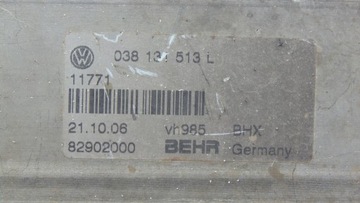 038 131 513 L
11771
21.10.06 vh985 BHX
82902000 BEHR Germany